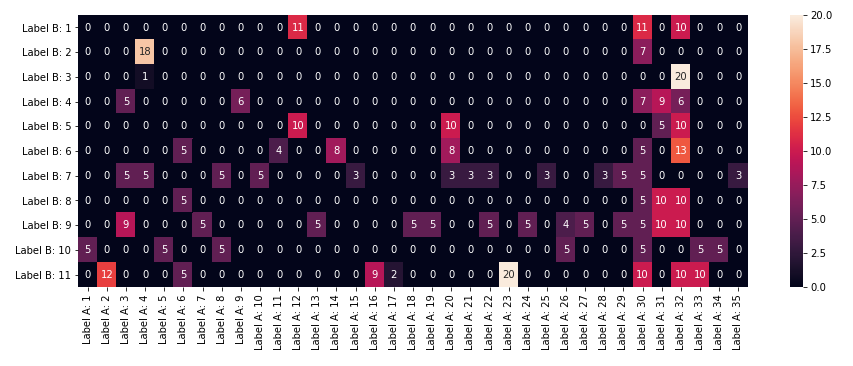 Label B: 1 0 0 0 0 0 0 0 0 0 0 0 11 0 0 0 0 0 0 0 0 0 0 0 0 0 0 0 0 0 11 0 10 0 0 0
Label B: 2 0 0 0 18 0 0 0 0 0 0 0 0 0 0 0 0 0 0 0 0 0 0 0 0 0 0 0 0 0 7 0 0 0 0 0
Label B: 3 0 0 0 1 0 0 0 0 0 0 0 0 0 0 0 0 0 0 0 0 0 0 0 0 0 0 0 0 0 0 0 20 0 0 0
Label B: 4 0 0 5 0 0 0 0 0 6 0 0 0 0 0 0 0 0 0 0 0 0 0 0 0 0 0 0 0 0 7 9 6 0 0 0
Label B: 5 0 0 0 0 0 0 0 0 0 0 0 10 0 0 0 0 0 0 0 10 0 0 0 0 0 0 0 0 0 0 5 10 0 0 0
Label B: 6 0 0 0 0 0 5 0 0 0 0 4 0 0 8 0 0 0 0 0 8 0 0 0 0 0 0 0 0 0 5 0 13 0 0 0
Label B: 7 0 0 5 5 0 0 0 5 0 5 0 0 0 0 3 0 0 0 0 3 3 3 0 0 3 0 0 3 5 5 0 0 0 0 3
Label B: 8 0 0 0 0 0 5 0 0 0 0 0 0 0 0 0 0 0 0 0 0 0 0 0 0 0 0 0 0 0 5 10 10 0 0 0
Label B: 9 0 0 9 0 0 0 5 0 0 0 0 0 5 0 0 0 0 5 5 0 0 5 0 5 0 4 5 0 5 5 10 10 0 0 0
Label B: 10 5 0 0 0 5 0 0 5 0 0 0 0 0 0 0 0 0 0 0 0 0 0 0 0 0 5 0 0 0 5 0 0 5 5 0
Label B: 11 0 12 0 0 0 5 0 0 0 0 0 0 0 0 0 9 2 0 0 0 0 0 20 0 0 0 0 0 0 10 0 10 10 0 0
Label A: 1
Label A: 2
Label A: 3
Label A: 4
Label A: 5
Label A: 6
Label A: 7
Label A: 8
Label A: 9
Label A: 10
Label A: 11
Label A: 12
Label A: 13
Label A: 14
Label A: 15
Label A: 16
Label A: 17
Label A: 18
Label A: 19
Label A: 20
Label A: 21
Label A: 22
Label A: 23
Label A: 24
Label A: 25
Label A: 26
Label A: 27
Label A: 28
Label A: 29
Label A: 30
Label A: 31
Label A: 32
Label A: 33
Label A: 34
Label A: 35
20.0
17.5
15.0
12.5
10.0
7.5
5.0
2.5
0.0